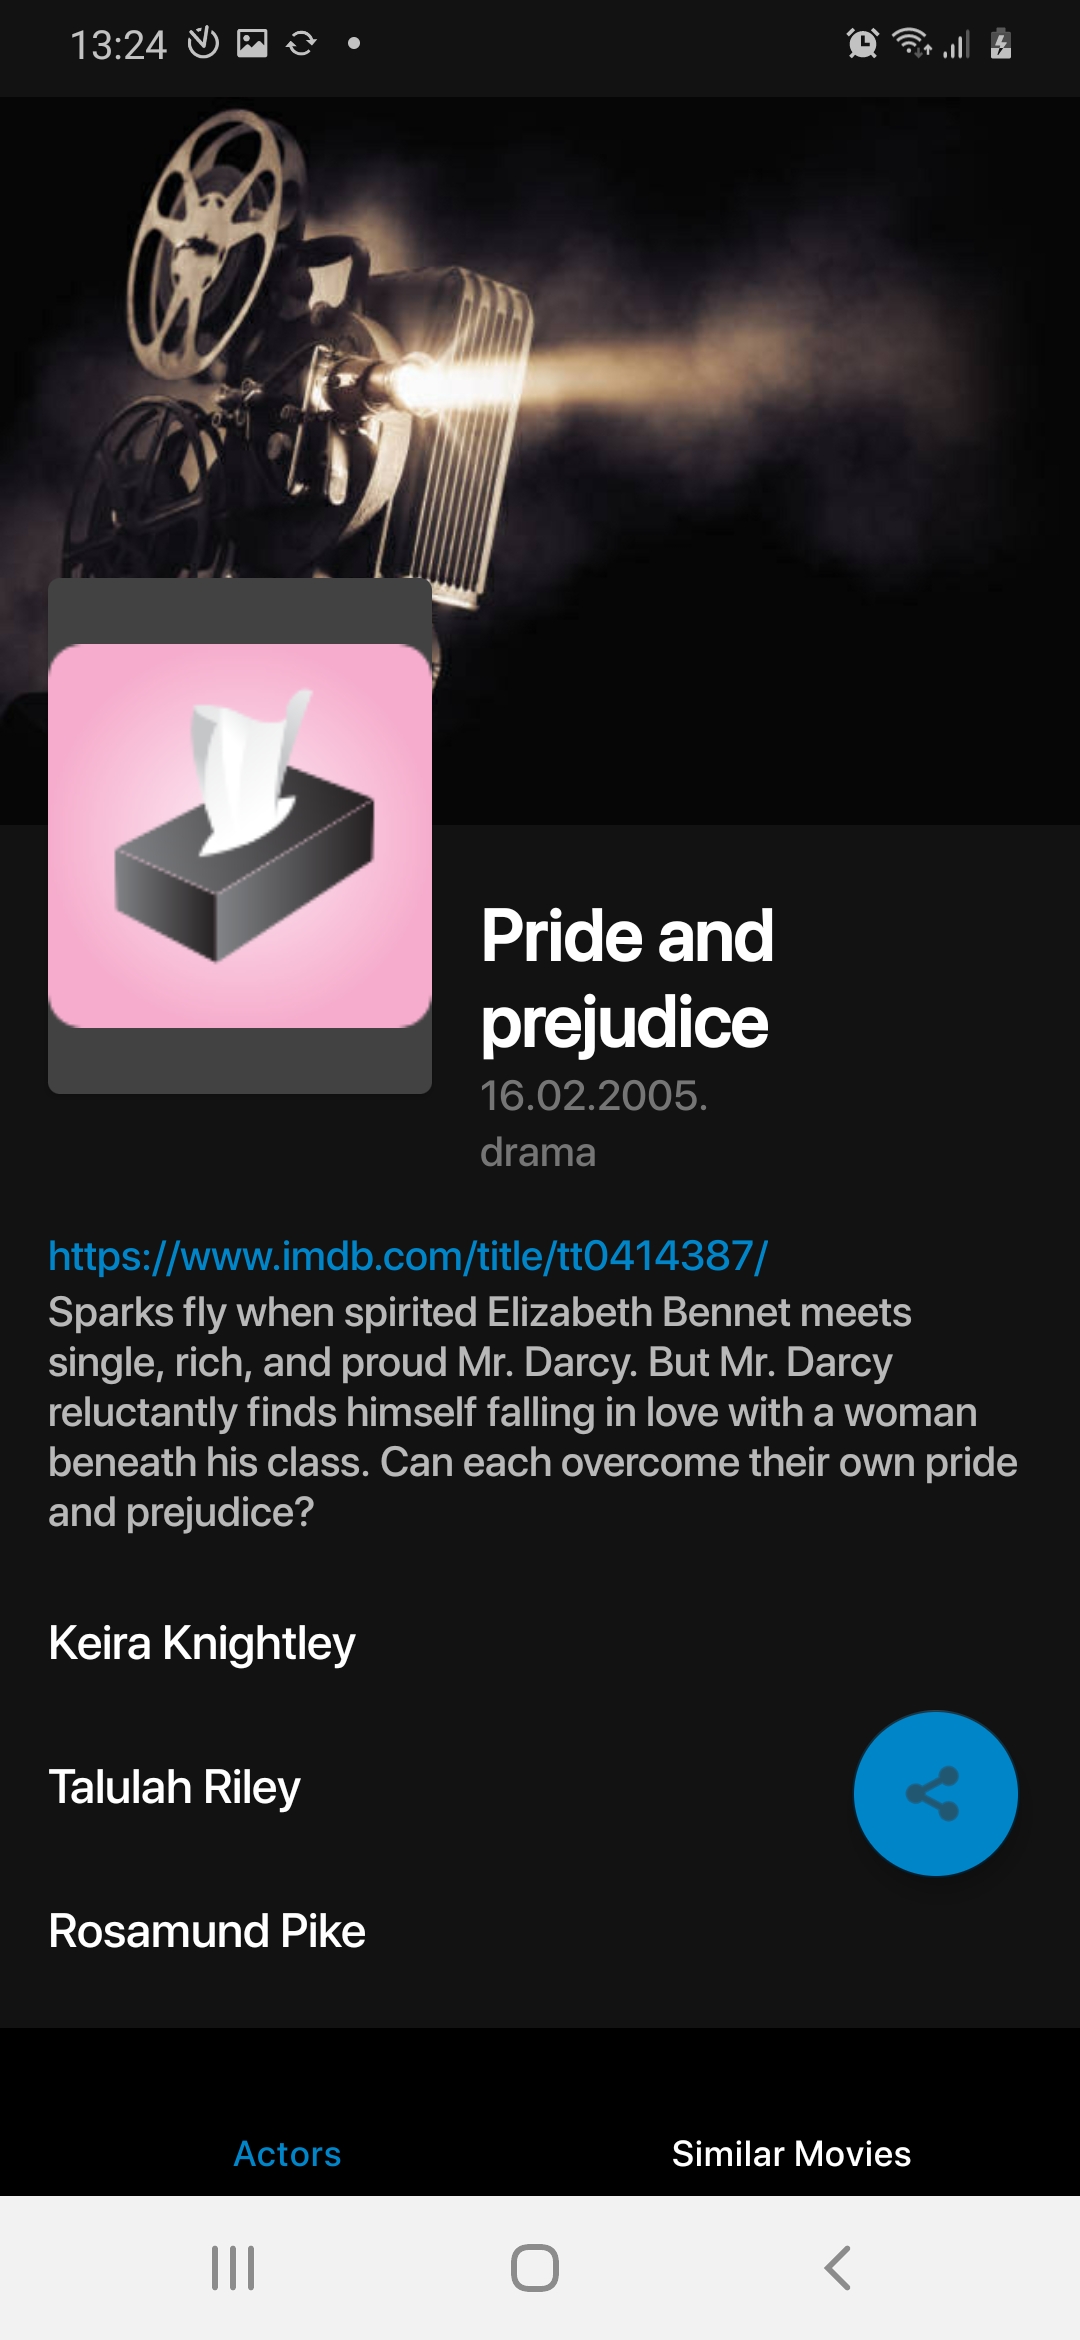 13:24
Pride and
prejudice
16.02.2005.
drama
https://www.imdb.com/title/tt0414387/
Sparks fly when spirited Elizabeth Bennet meets
single, rich, and proud Mr. Darcy. But Mr. Darcy
reluctantly finds himself falling in love with a woman
beneath his class. Can each overcome their own pride
and prejudice?
Keira Knightley
Talulah Riley
Rosamund Pike
Actors
Similar Movies